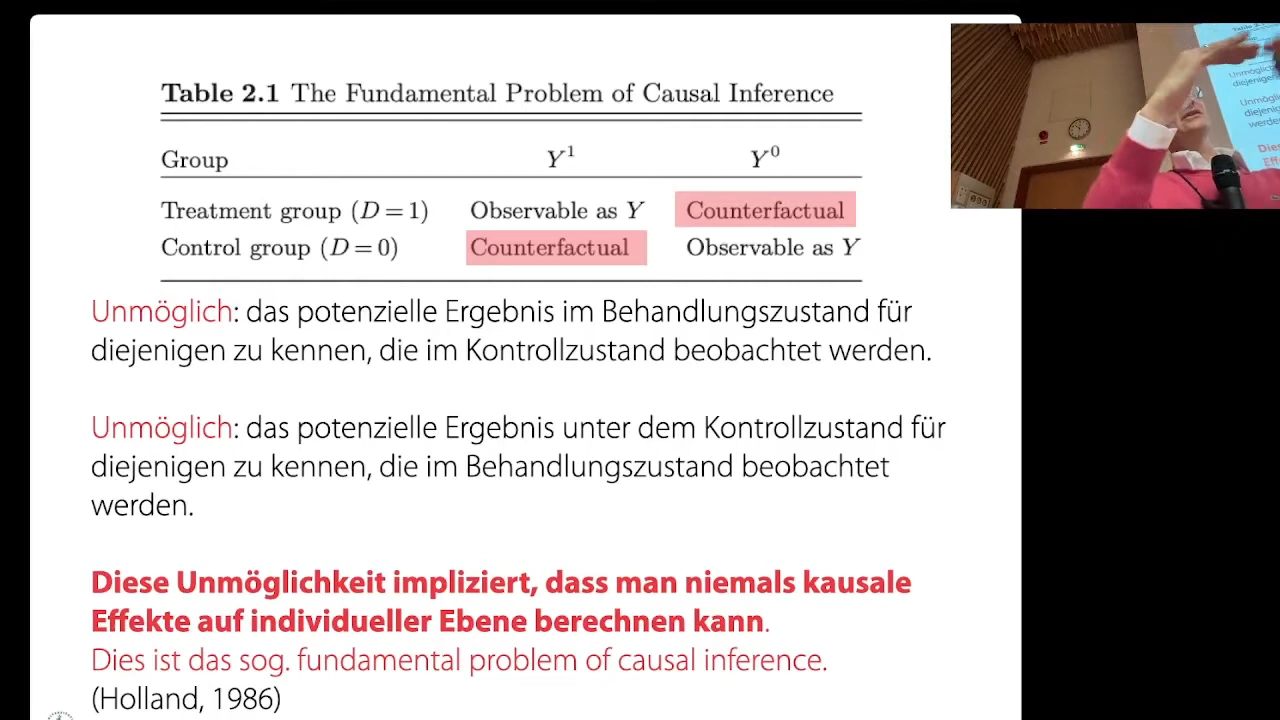 Table 2.1 The Fundamental Problem of Causal Inference
Group Y¹ Y⁰
Treatment group (D = 1) Observable as Y Counterfactual
Control group (D = 0) Counterfactual Observable as Y
Unmöglich: das potenzielle Ergebnis im Behandlungszustand für
diejenigen zu kennen, die im Kontrollzustand beobachtet werden.
Unmöglich: das potenzielle Ergebnis unter dem Kontrollzustand für
diejenigen zu kennen, die im Behandlungszustand beobachtet
werden.
Diese Unmöglichkeit impliziert, dass man niemals kausale
Effekte auf individueller Ebene berechnen kann.
Dies ist das sog. fundamental problem of causal inference.
(Holland, 1986)